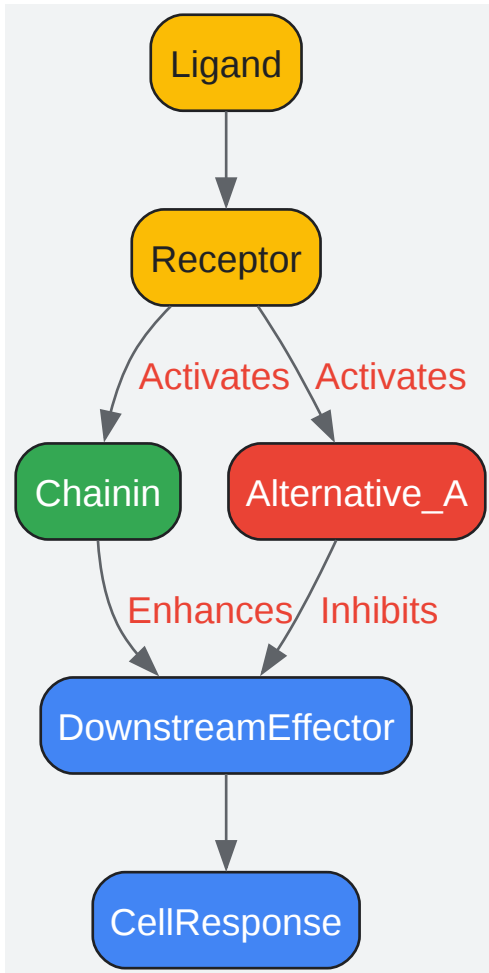 Ligand
Receptor
Activates Activates
Chainin Alternative_A
Enhances Inhibits
DownstreamEffector
CellResponse